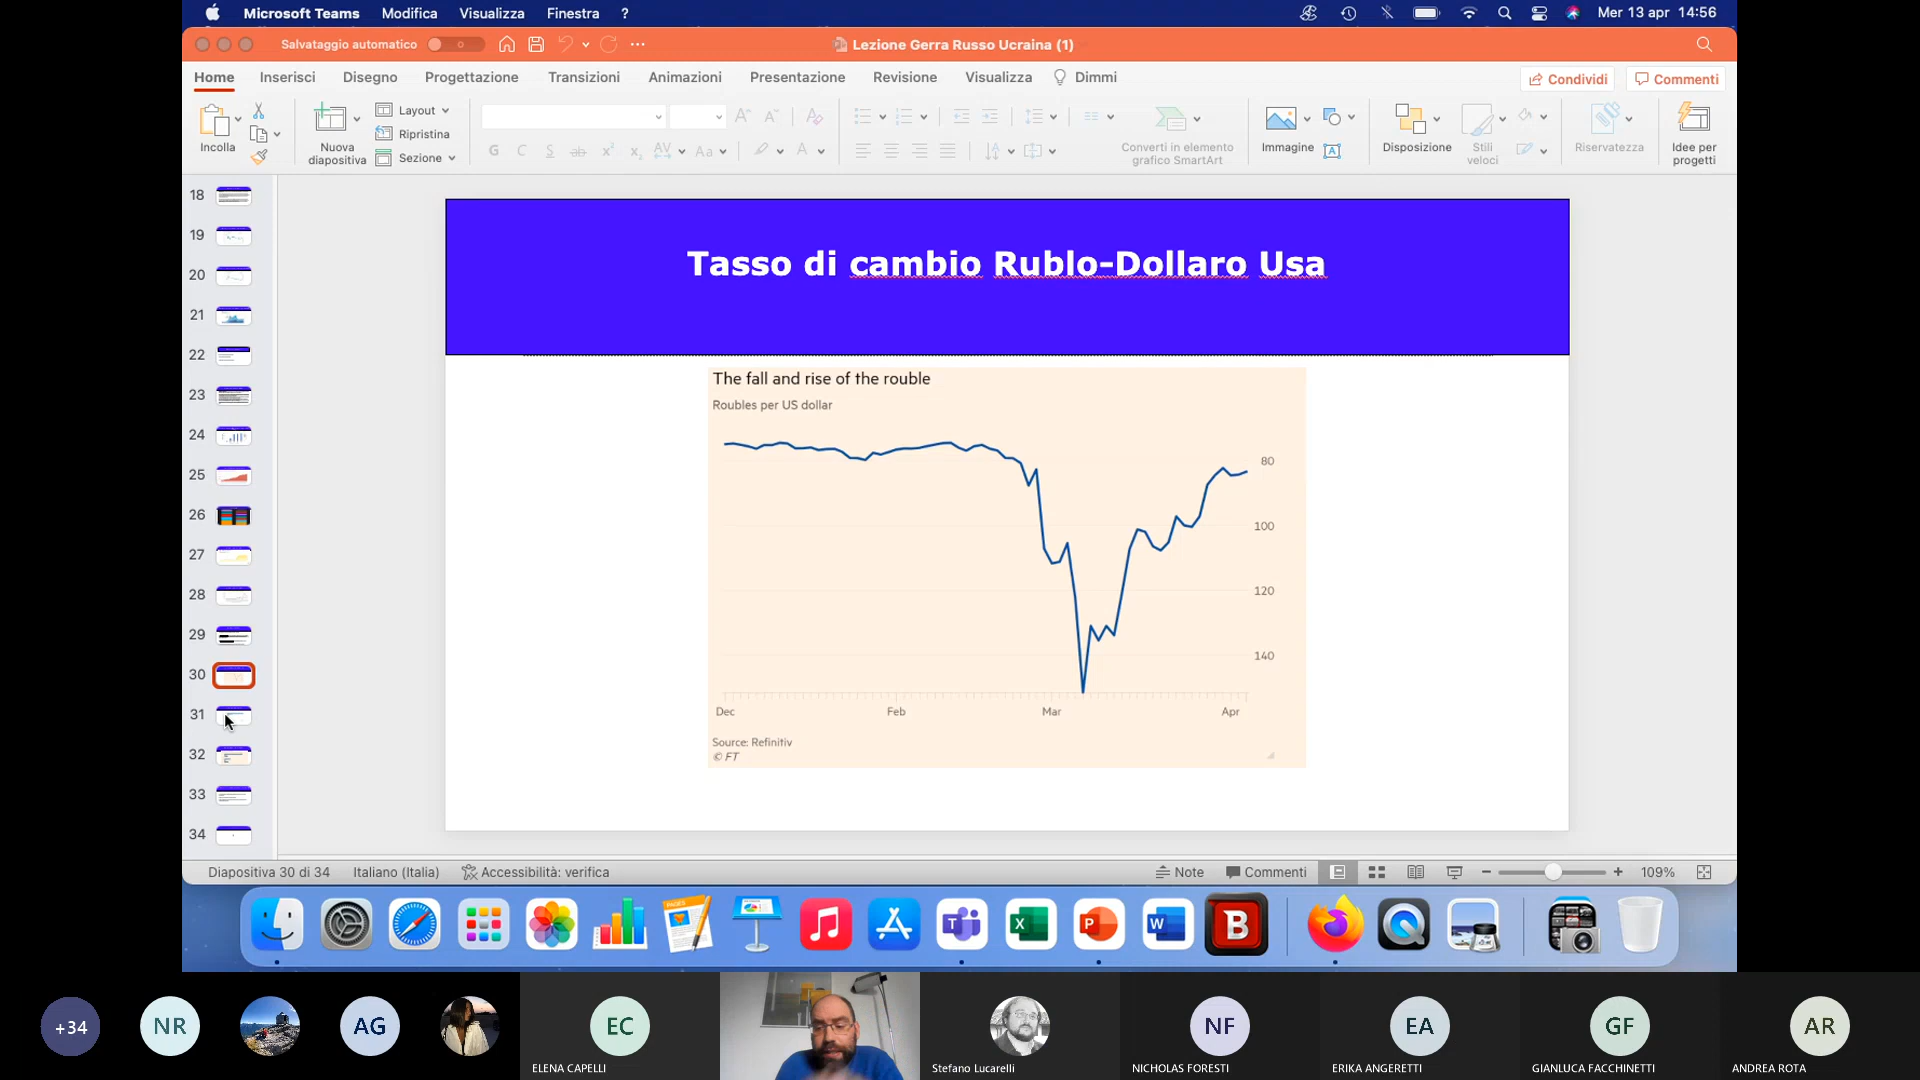 Microsoft Teams Modifica Visualizza Finestra ? Mer 13 apr 14:56
Salvataggio automatico Lezione Gerra Russo Ucraina (1)
Home Inserisci Disegno Progettazione Transizioni Animazioni Presentazione Revisione Visualizza Dimmi Condividi Commenti
Incolla
Nuova
diapositiva
Layout
Ripristina
Sezione
G C S ab x² x₂ AV Aa A
Converti in elemento
grafico SmartArt
Immagine
Disposizione
Stili
veloci
Riservatezza
Idee per
progetti
18
19
20
21
22
23
24
25
26
27
28
29
30
31
32
33
34
Tasso di cambio Rublo-Dollaro Usa
The fall and rise of the rouble
Roubles per US dollar
80
100
120
140
Dec Feb Mar Apr
Source: Refinitiv
© FT
Diapositiva 30 di 34 Italiano (Italia) Accessibilità: verifica Note Commenti 109%
PAGES
X P W B
+34 NR AG EC NF EA GF AR
ELENA CAPELLI Stefano Lucarelli NICHOLAS FORESTI ERIKA ANGERETTI GIANLUCA FACCHINETTI ANDREA ROTA